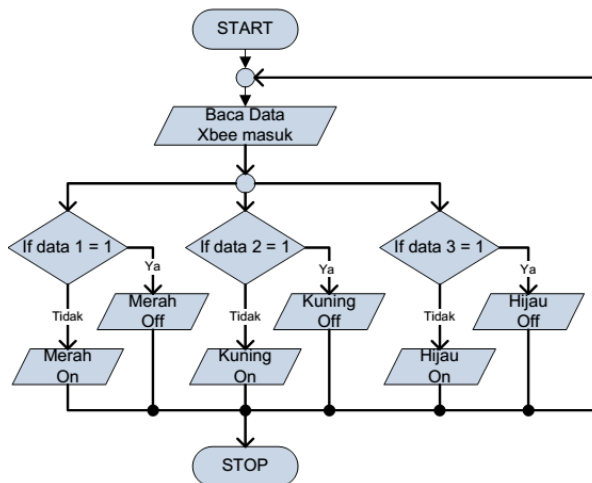 START
Baca Data
Xbee masuk
If data 1 = 1
If data 2 = 1
If data 3 = 1
Ya
Ya
Ya
Tidak
Merah
Off
Tidak
Kuning
Off
Tidak
Hijau
Off
Merah
On
Kuning
On
Hijau
On
STOP